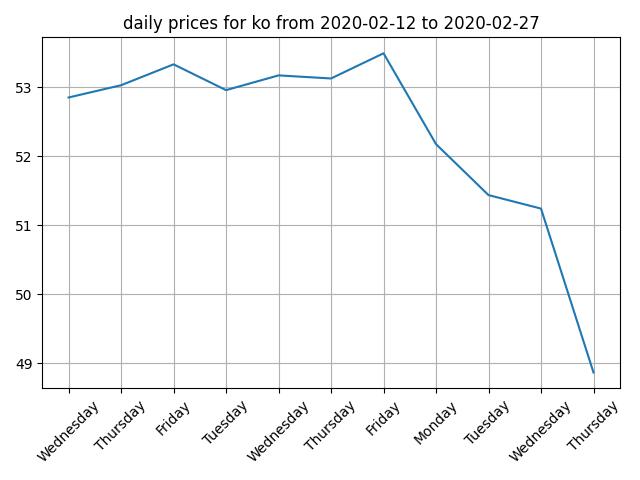 daily prices for ko from 2020-02-12 to 2020-02-27
53
52
51
50
49
Wednesday
Thursday
Friday
Tuesday
Wednesday
Thursday
Friday
Monday
Tuesday
Wednesday
Thursday